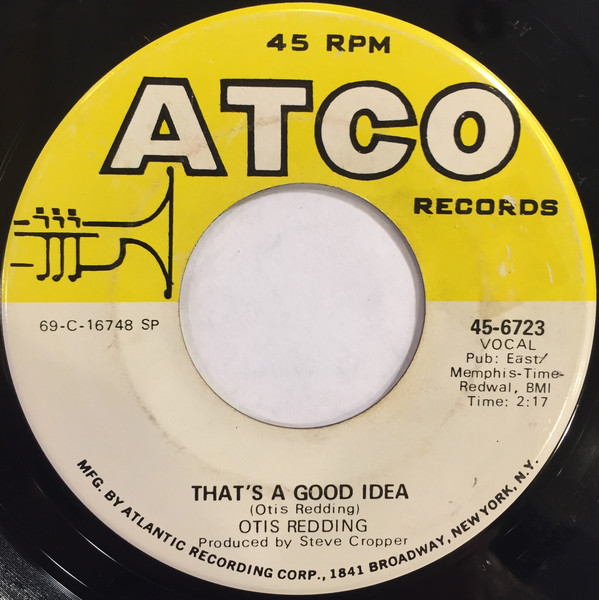 45 RPM
ATCO
RECORDS
69-C-16748 SP
45-6723
VOCAL
Pub: East/
Memphis-Time-
Redwal, BMI
Time: 2:17
THAT'S A GOOD IDEA
(Otis Redding)
OTIS REDDING
Produced by Steve Cropper
MFG. BY ATLANTIC RECORDING CORP., 1841 BROADWAY, NEW YORK, N.Y.